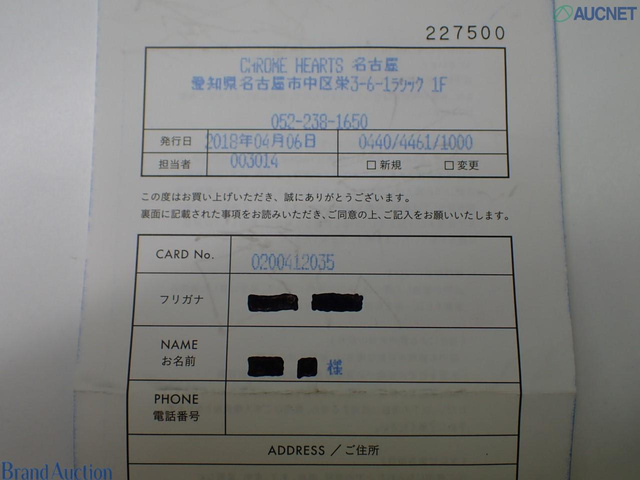 AUCNET
227500
CHROME HEARTS 名古屋
愛知県名古屋市中区栄3-6-1ラシック 1F
052-238-1650
発行日 2018年04月06日 0440/4461/1000
担当者 003014 □新規 □変更
この度はお買い上げいただき、誠にありがとうございます。
裏面に記載された事項をお読みいただき、ご同意の上、ご記入をお願いいたします。
CARD No. 0200412035
フリガナ
NAME
お名前 様
PHONE
電話番号
ADDRESS／ご住所
Brand Auction